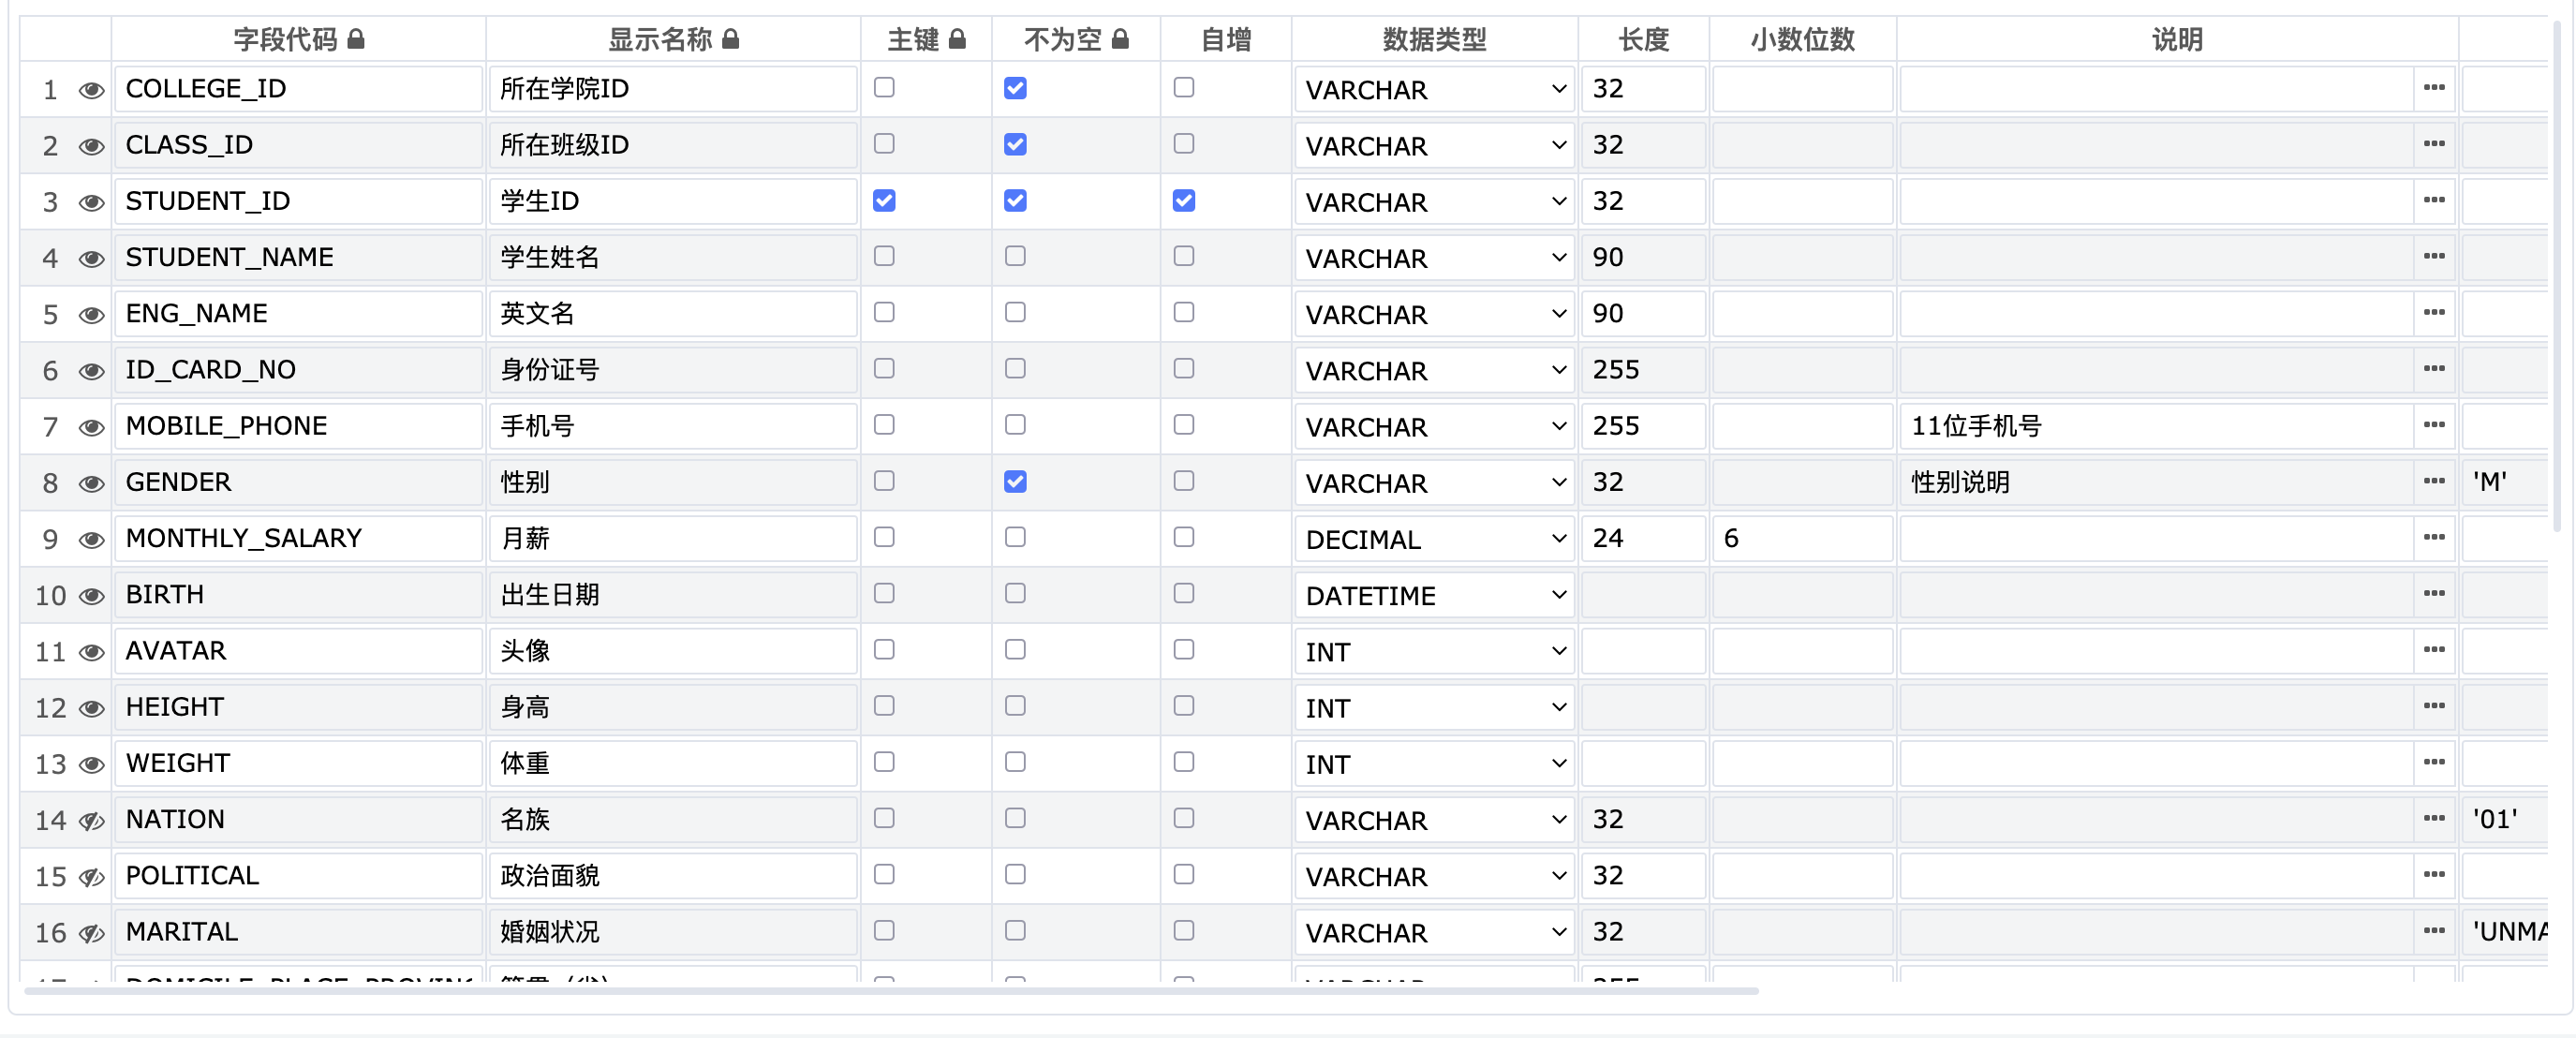 字段代码 显示名称 主键 不为空 自增 数据类型 长度 小数位数 说明
1 COLLEGE_ID 所在学院ID VARCHAR 32
2 CLASS_ID 所在班级ID VARCHAR 32
3 STUDENT_ID 学生ID VARCHAR 32
4 STUDENT_NAME 学生姓名 VARCHAR 90
5 ENG_NAME 英文名 VARCHAR 90
6 ID_CARD_NO 身份证号 VARCHAR 255
7 MOBILE_PHONE 手机号 VARCHAR 255 11位手机号
8 GENDER 性别 VARCHAR 32 性别说明 'M'
9 MONTHLY_SALARY 月薪 DECIMAL 24 6
10 BIRTH 出生日期 DATETIME
11 AVATAR 头像 INT
12 HEIGHT 身高 INT
13 WEIGHT 体重 INT
14 NATION 名族 VARCHAR 32 '01'
15 POLITICAL 政治面貌 VARCHAR 32
16 MARITAL 婚姻状况 VARCHAR 32 'UNMA